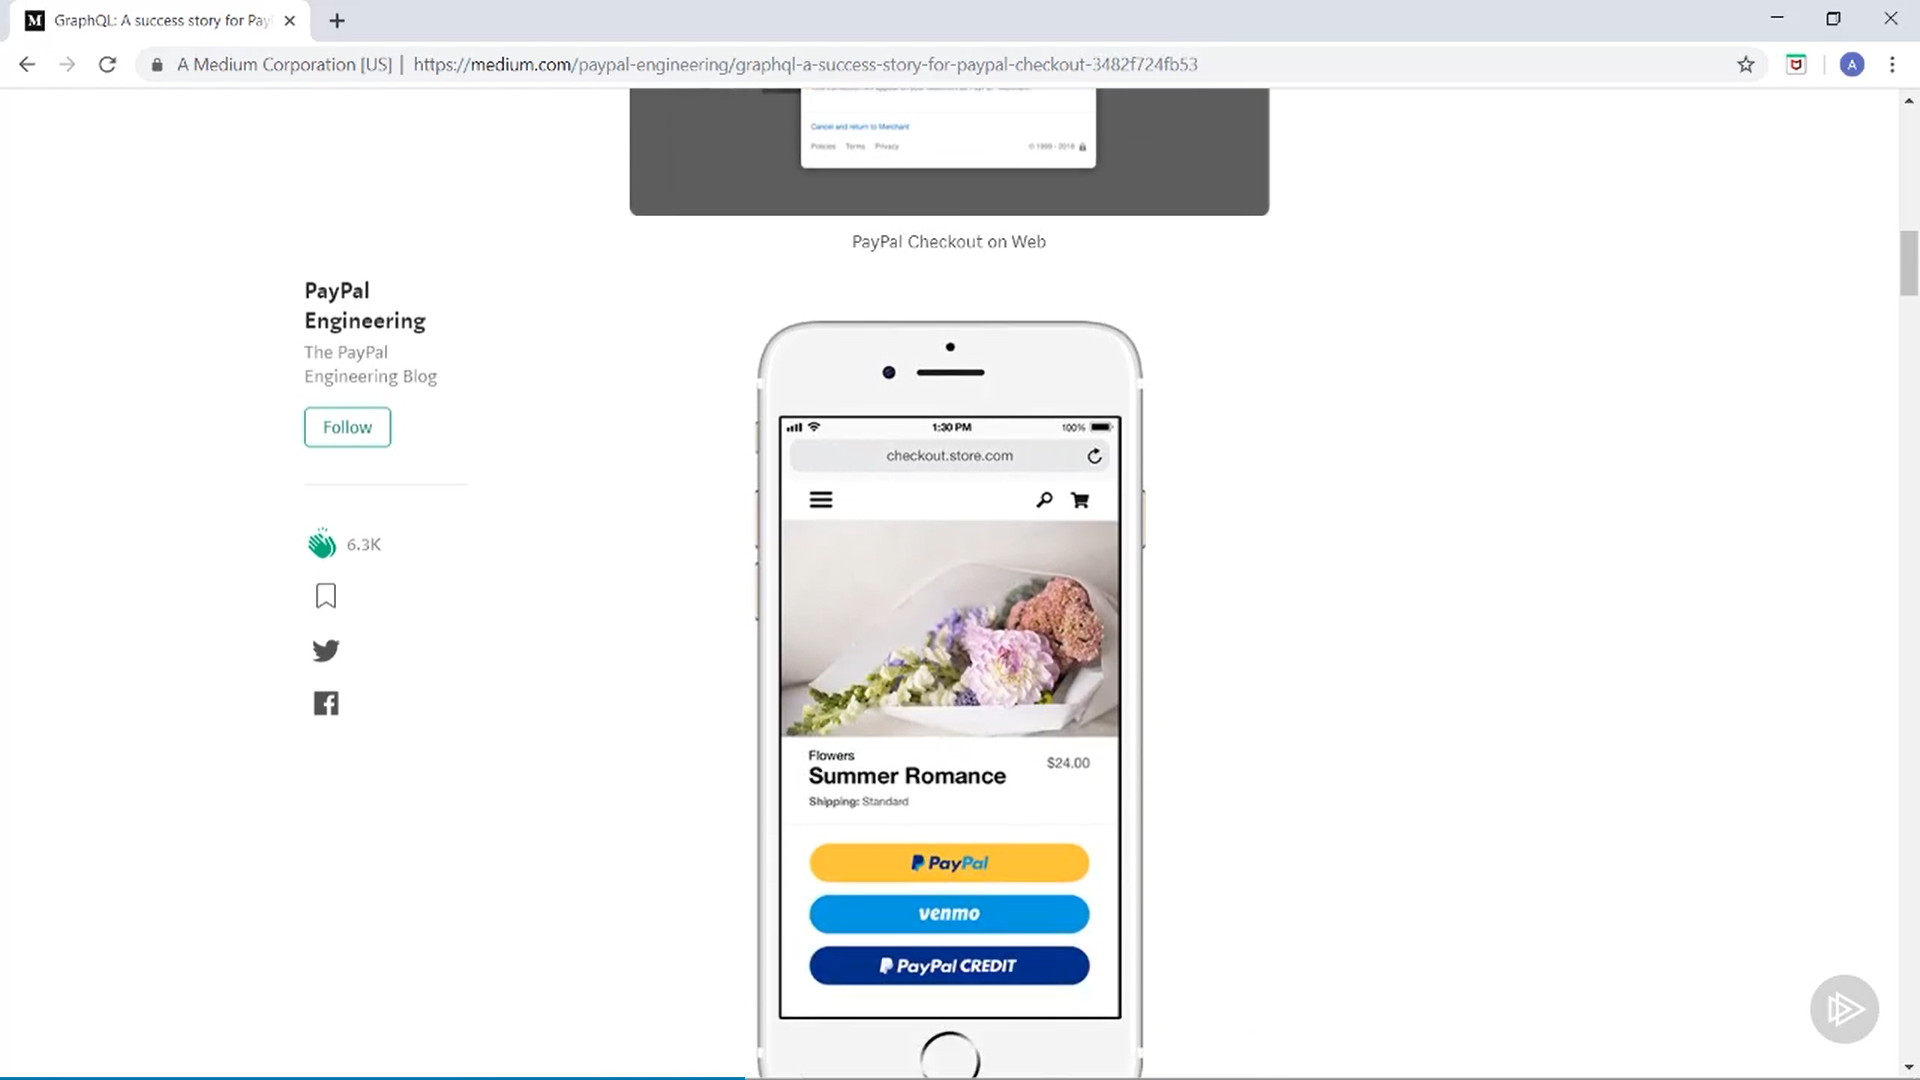 M GraphQL: A success story for Pay
A Medium Corporation [US] | https://medium.com/paypal-engineering/graphql-a-success-story-for-paypal-checkout-3482f724fb53
A
Cancel and return to Merchant
Policies Terms Privacy © 1999 - 2018
PayPal Checkout on Web
PayPal
Engineering
The PayPal
Engineering Blog
Follow
6.3K
1:30 PM 100%
checkout.store.com
Flowers
Summer Romance $24.00
Shipping: Standard
PayPal
venmo
PayPal CREDIT